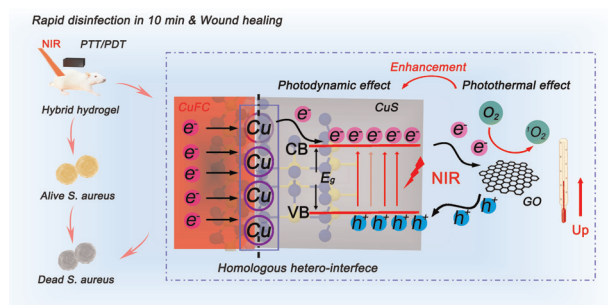 Rapid disinfection in 10 min & Wound healing
NIR
PTT/PDT
Hybrid hydrogel
Alive S. aureus
Dead S. aureus
Enhancement
Photodynamic effect
Photothermal effect
CuFC
CuS
e⁻
e⁻
e⁻
e⁻
e⁻
Cu
Cu
Cu
Cu
e⁻
CB
e⁻ e⁻ e⁻ e⁻ e⁻
Eg
VB
h⁺ h⁺ h⁺ h⁺ h⁺
NIR
e⁻
e⁻
O₂
¹O₂
GO
h⁺
h⁺
Up
Homologous hetero-interfece